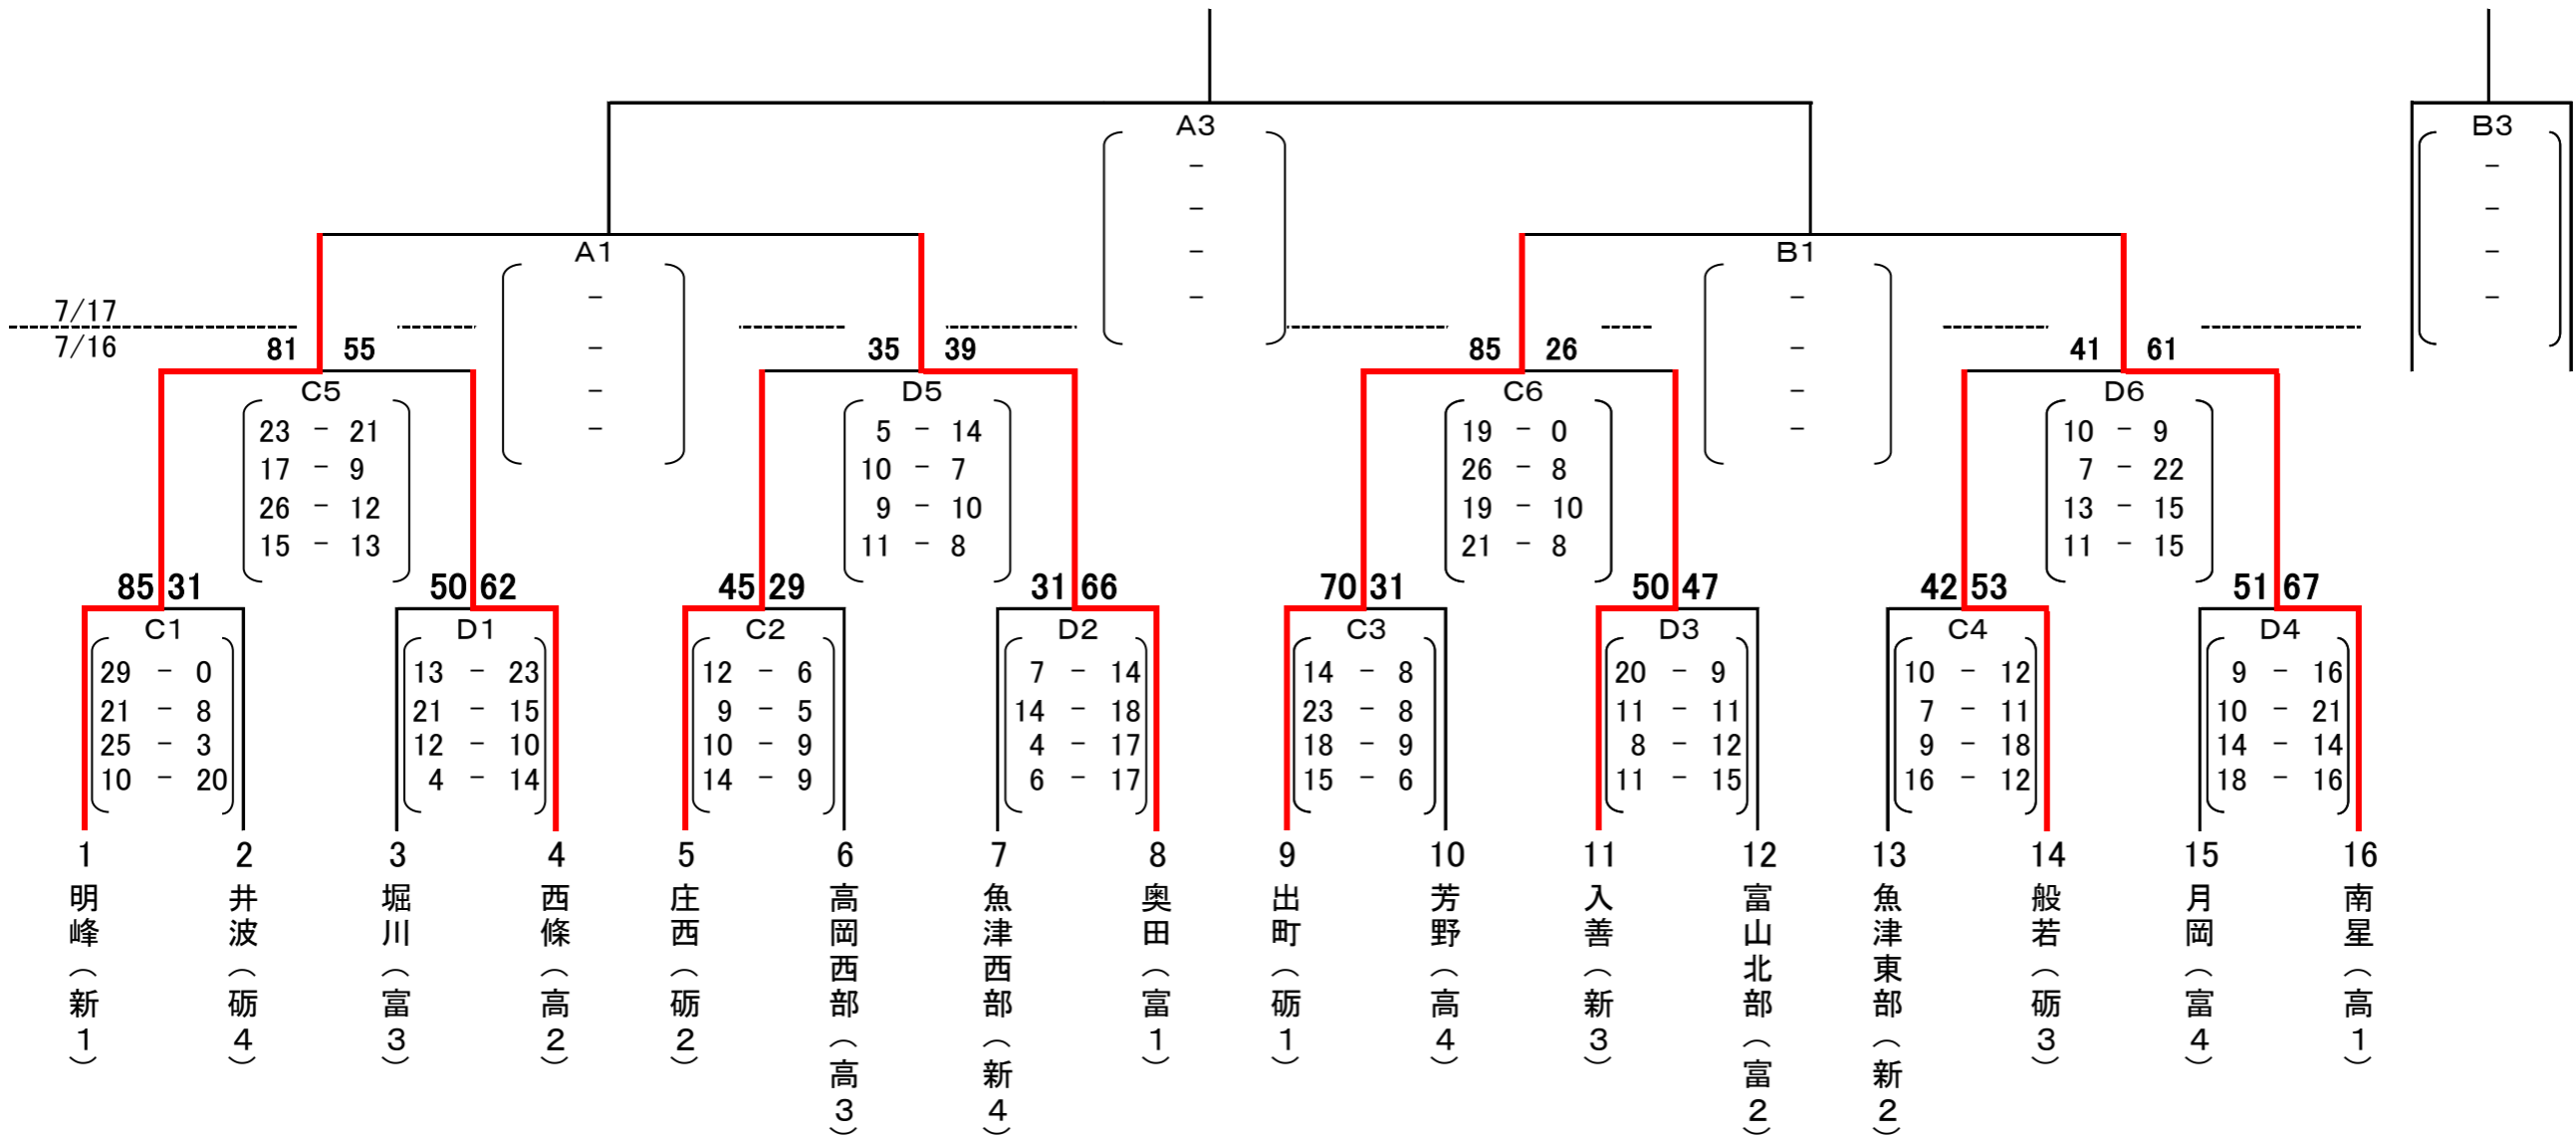 A3
B3
-
-
-
-
-
-
-
-
A1
B1
-
-
-
-
-
-
-
-
7/17
7/16
81 55
35 39
85 26
41 61
C5
23 - 21
17 - 9
26 - 12
15 - 13
D5
5 - 14
10 - 7
9 - 10
11 - 8
C6
19 - 0
26 - 8
19 - 10
21 - 8
D6
10 - 9
7 - 22
13 - 15
11 - 15
85 31
C1
29 - 0
21 - 8
25 - 3
10 - 20
50 62
D1
13 - 23
21 - 15
12 - 10
4 - 14
45 29
C2
12 - 6
9 - 5
10 - 9
14 - 9
31 66
D2
7 - 14
14 - 18
4 - 17
6 - 17
70 31
C3
14 - 8
23 - 8
18 - 9
15 - 6
50 47
D3
20 - 9
11 - 11
8 - 12
11 - 15
42 53
C4
10 - 12
7 - 11
9 - 18
16 - 12
51 67
D4
9 - 16
10 - 21
14 - 14
18 - 16
1
明峰(新1)
2
井波(砺4)
3
堀川(富3)
4
西條(高2)
5
庄西(砺2)
6
高岡西部(高3)
7
魚津西部(新4)
8
奥田(富1)
9
出町(砺1)
10
芳野(高4)
11
入善(新3)
12
富山北部(富2)
13
魚津東部(新2)
14
般若(砺3)
15
月岡(富4)
16
南星(高1)